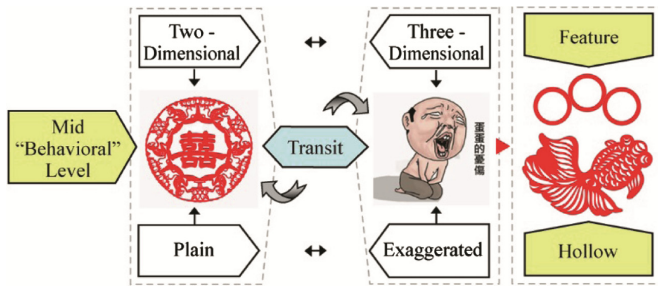 Two -
Dimensional
Three -
Dimensional
Feature
Mid
“Behavioral”
Level
囍
Transit
蛋蛋的憂傷
Plain
Exaggerated
Hollow